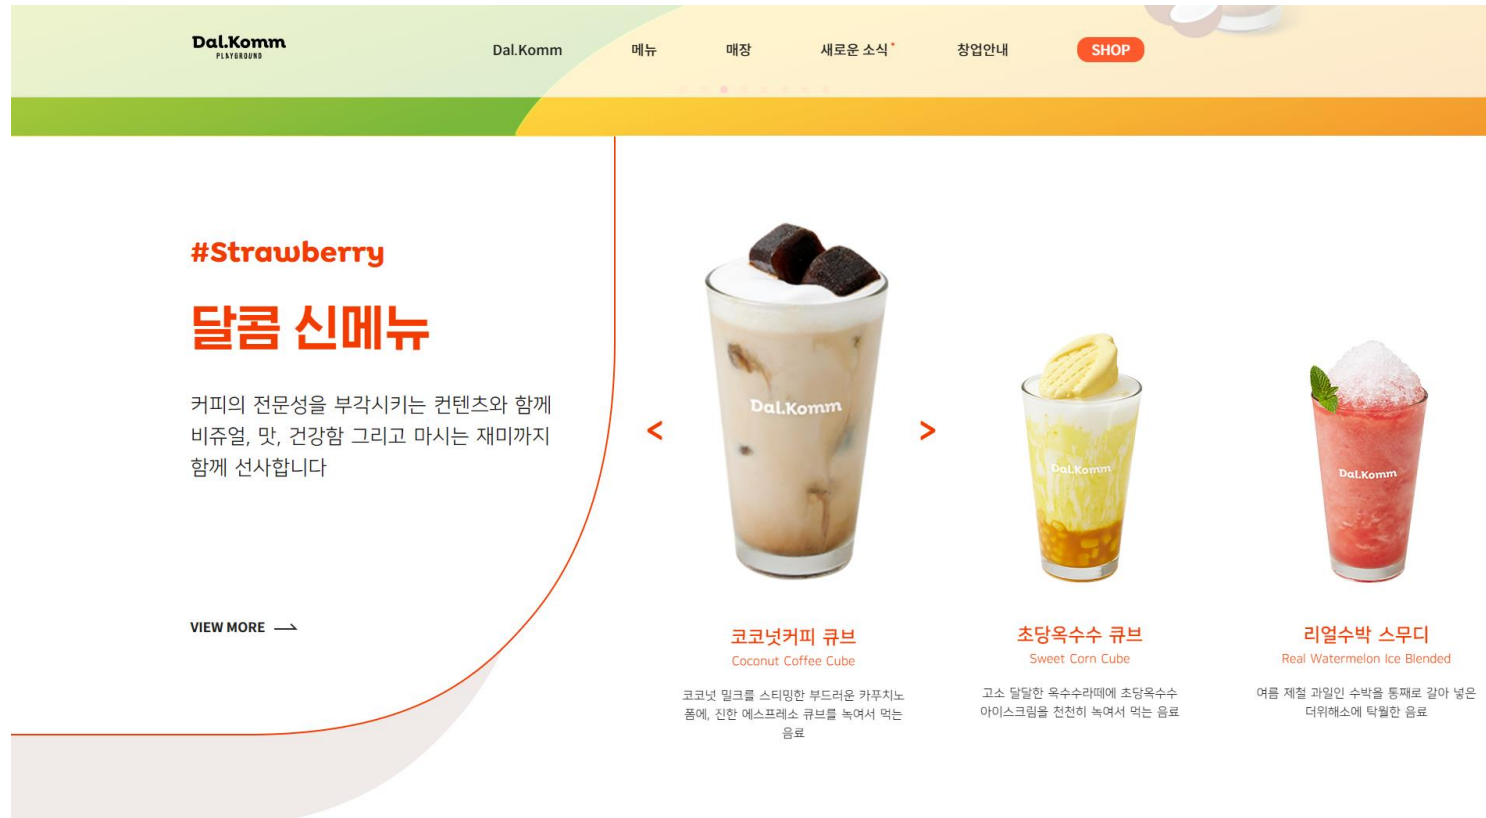 Dal.Komm
PLAYGROUND
Dal.Komm
메뉴
매장
새로운 소식*
창업안내
SHOP
#Strawberry
달콤 신메뉴
커피의 전문성을 부각시키는 컨텐츠와 함께
비쥬얼, 맛, 건강함 그리고 마시는 재미까지
함께 선사합니다
VIEW MORE
<
Dal.Komm
>
Dal.Komm
Dal.Komm
코코넛커피 큐브
Coconut Coffee Cube
코코넛 밀크를 스티밍한 부드러운 카푸치노
폼에, 진한 에스프레소 큐브를 녹여서 먹는
음료
초당옥수수 큐브
Sweet Corn Cube
고소 달달한 옥수수라떼에 초당옥수수
아이스크림을 천천히 녹여서 먹는 음료
리얼수박 스무디
Real Watermelon Ice Blended
여름 제철 과일인 수박을 통째로 갈아 넣은
더위해소에 탁월한 음료